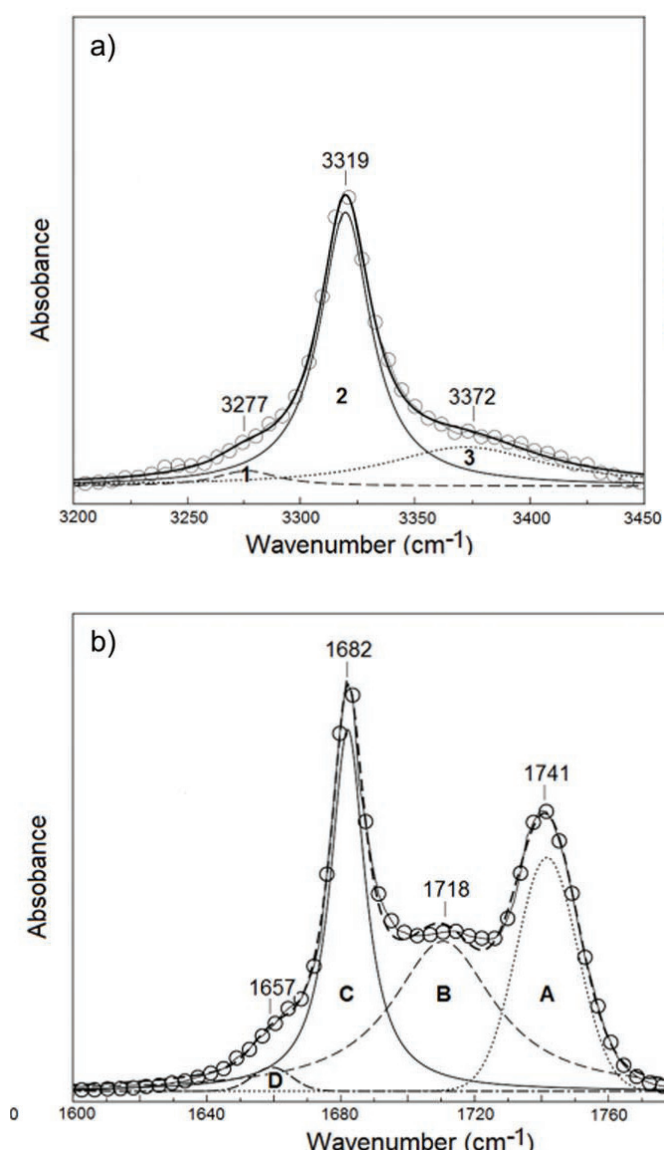 a)
3319
3277
3372
2
1
3
Absobance
3200 3250 3300 3350 3400 3450
Wavenumber (cm-1)
b)
1682
1741
1718
1657
C
B
A
D
Absobance
0 1600 1640 1680 1720 1760
Wavenumber (cm-1)